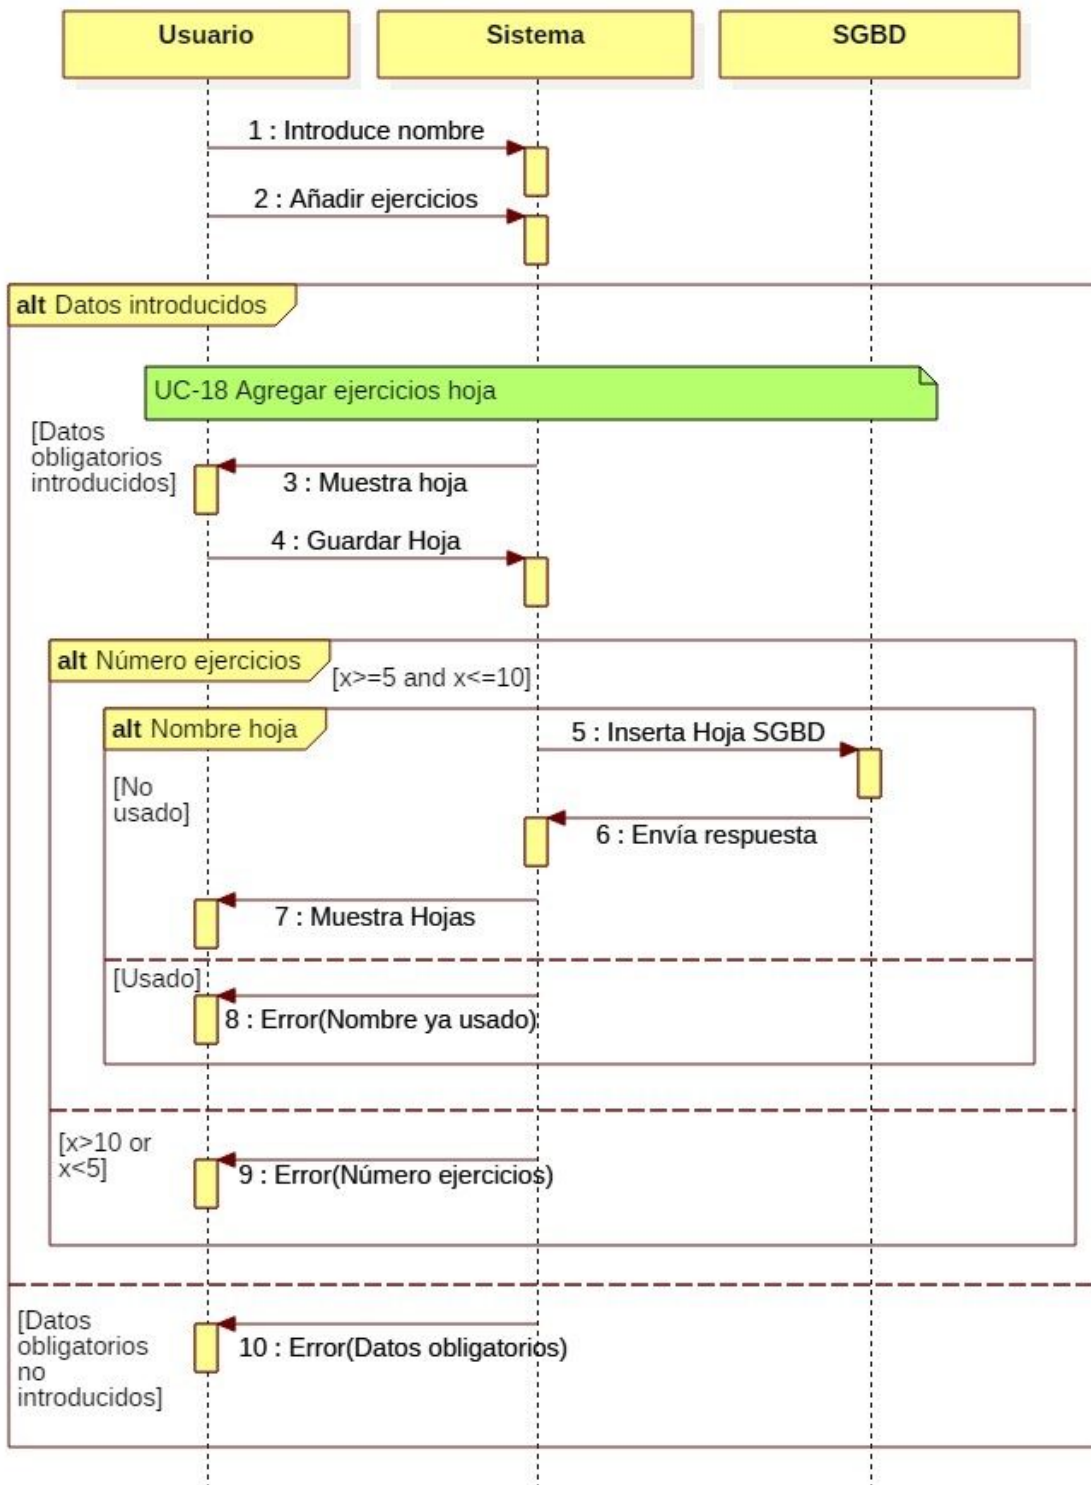 Usuario
Sistema
SGBD
1 : Introduce nombre
2 : Añadir ejercicios
alt Datos introducidos
UC-18 Agregar ejercicios hoja
[Datos
obligatorios
introducidos]
3 : Muestra hoja
4 : Guardar Hoja
alt Número ejercicios
[x>=5 and x<=10]
alt Nombre hoja
5 : Inserta Hoja SGBD
[No
usado]
6 : Envía respuesta
7 : Muestra Hojas
[Usado]
8 : Error(Nombre ya usado)
[x>10 or
x<5]
9 : Error(Número ejercicios)
[Datos
obligatorios
no
introducidos]
10 : Error(Datos obligatorios)